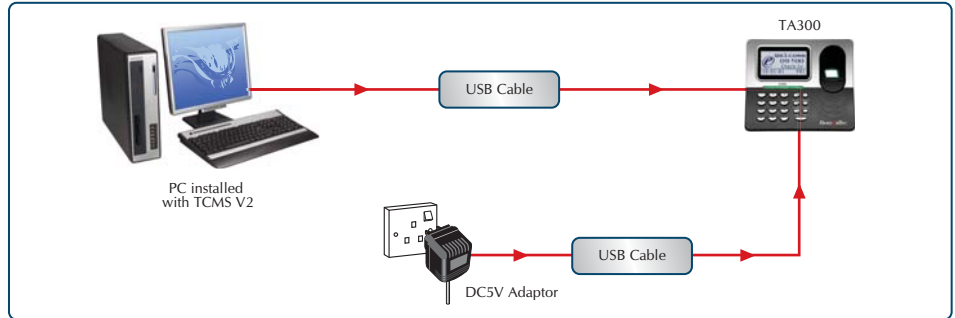 TA300
USB Cable
PC installed
with TCMS V2
USB Cable
DC5V Adaptor